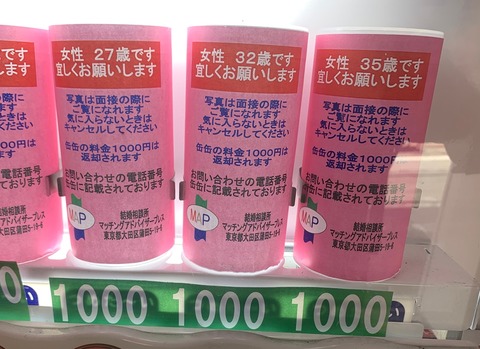 です
します
女性 27歳です
宜しくお願いします
写真は面接の際に
ご覧になれます
気に入らないときは
キャンセルしてください
缶缶の料金1000円は
返却されます
お問い合わせの電話番号
缶に記載されております
MAP
結婚相談所
マッチングアドバイザープレス
東京都大田区蒲田
女性 32歳です
宜しくお願いします
写真は面接の際に
ご覧になれます
気に入らないときは
キャンセルしてください
缶缶の料金1000円は
返却されます
お問い合わせの電話番号
缶に記載されております
MAP
結婚相談所
マッチングアドバイザープレス
東京都大田区蒲田
女性 35歳です
宜しくお願いします
写真は面接の際に
ご覧になれます
気に入らないときは
キャンセルしてください
缶缶の料金1000円は
返却されます
お問い合わせの電話番号
缶に記載されております
MAP
結婚相談所
マッチングアドバイザープレス
東京都大田区蒲田
0
1000
1000
1000